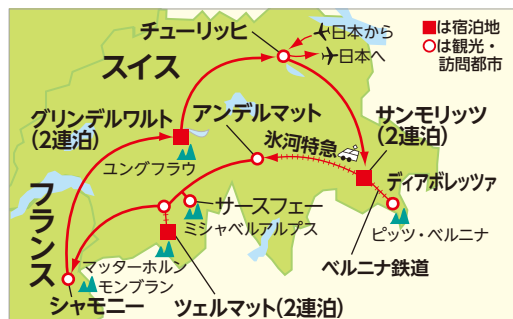 チューリッヒ
日本から
日本へ
■は宿泊地
○は観光・
訪問都市
スイス
グリンデルワルト
(2連泊)
ユングフラウ
アンデルマット
氷河特急
サンモリッツ
(2連泊)
ディアボレッツァ
ピッツ・ベルニナ
ベルニナ鉄道
サースフェー
ミシャベルアルプス
フランス
マッターホルン
モンブラン
シャモニー
ツェルマット(2連泊)